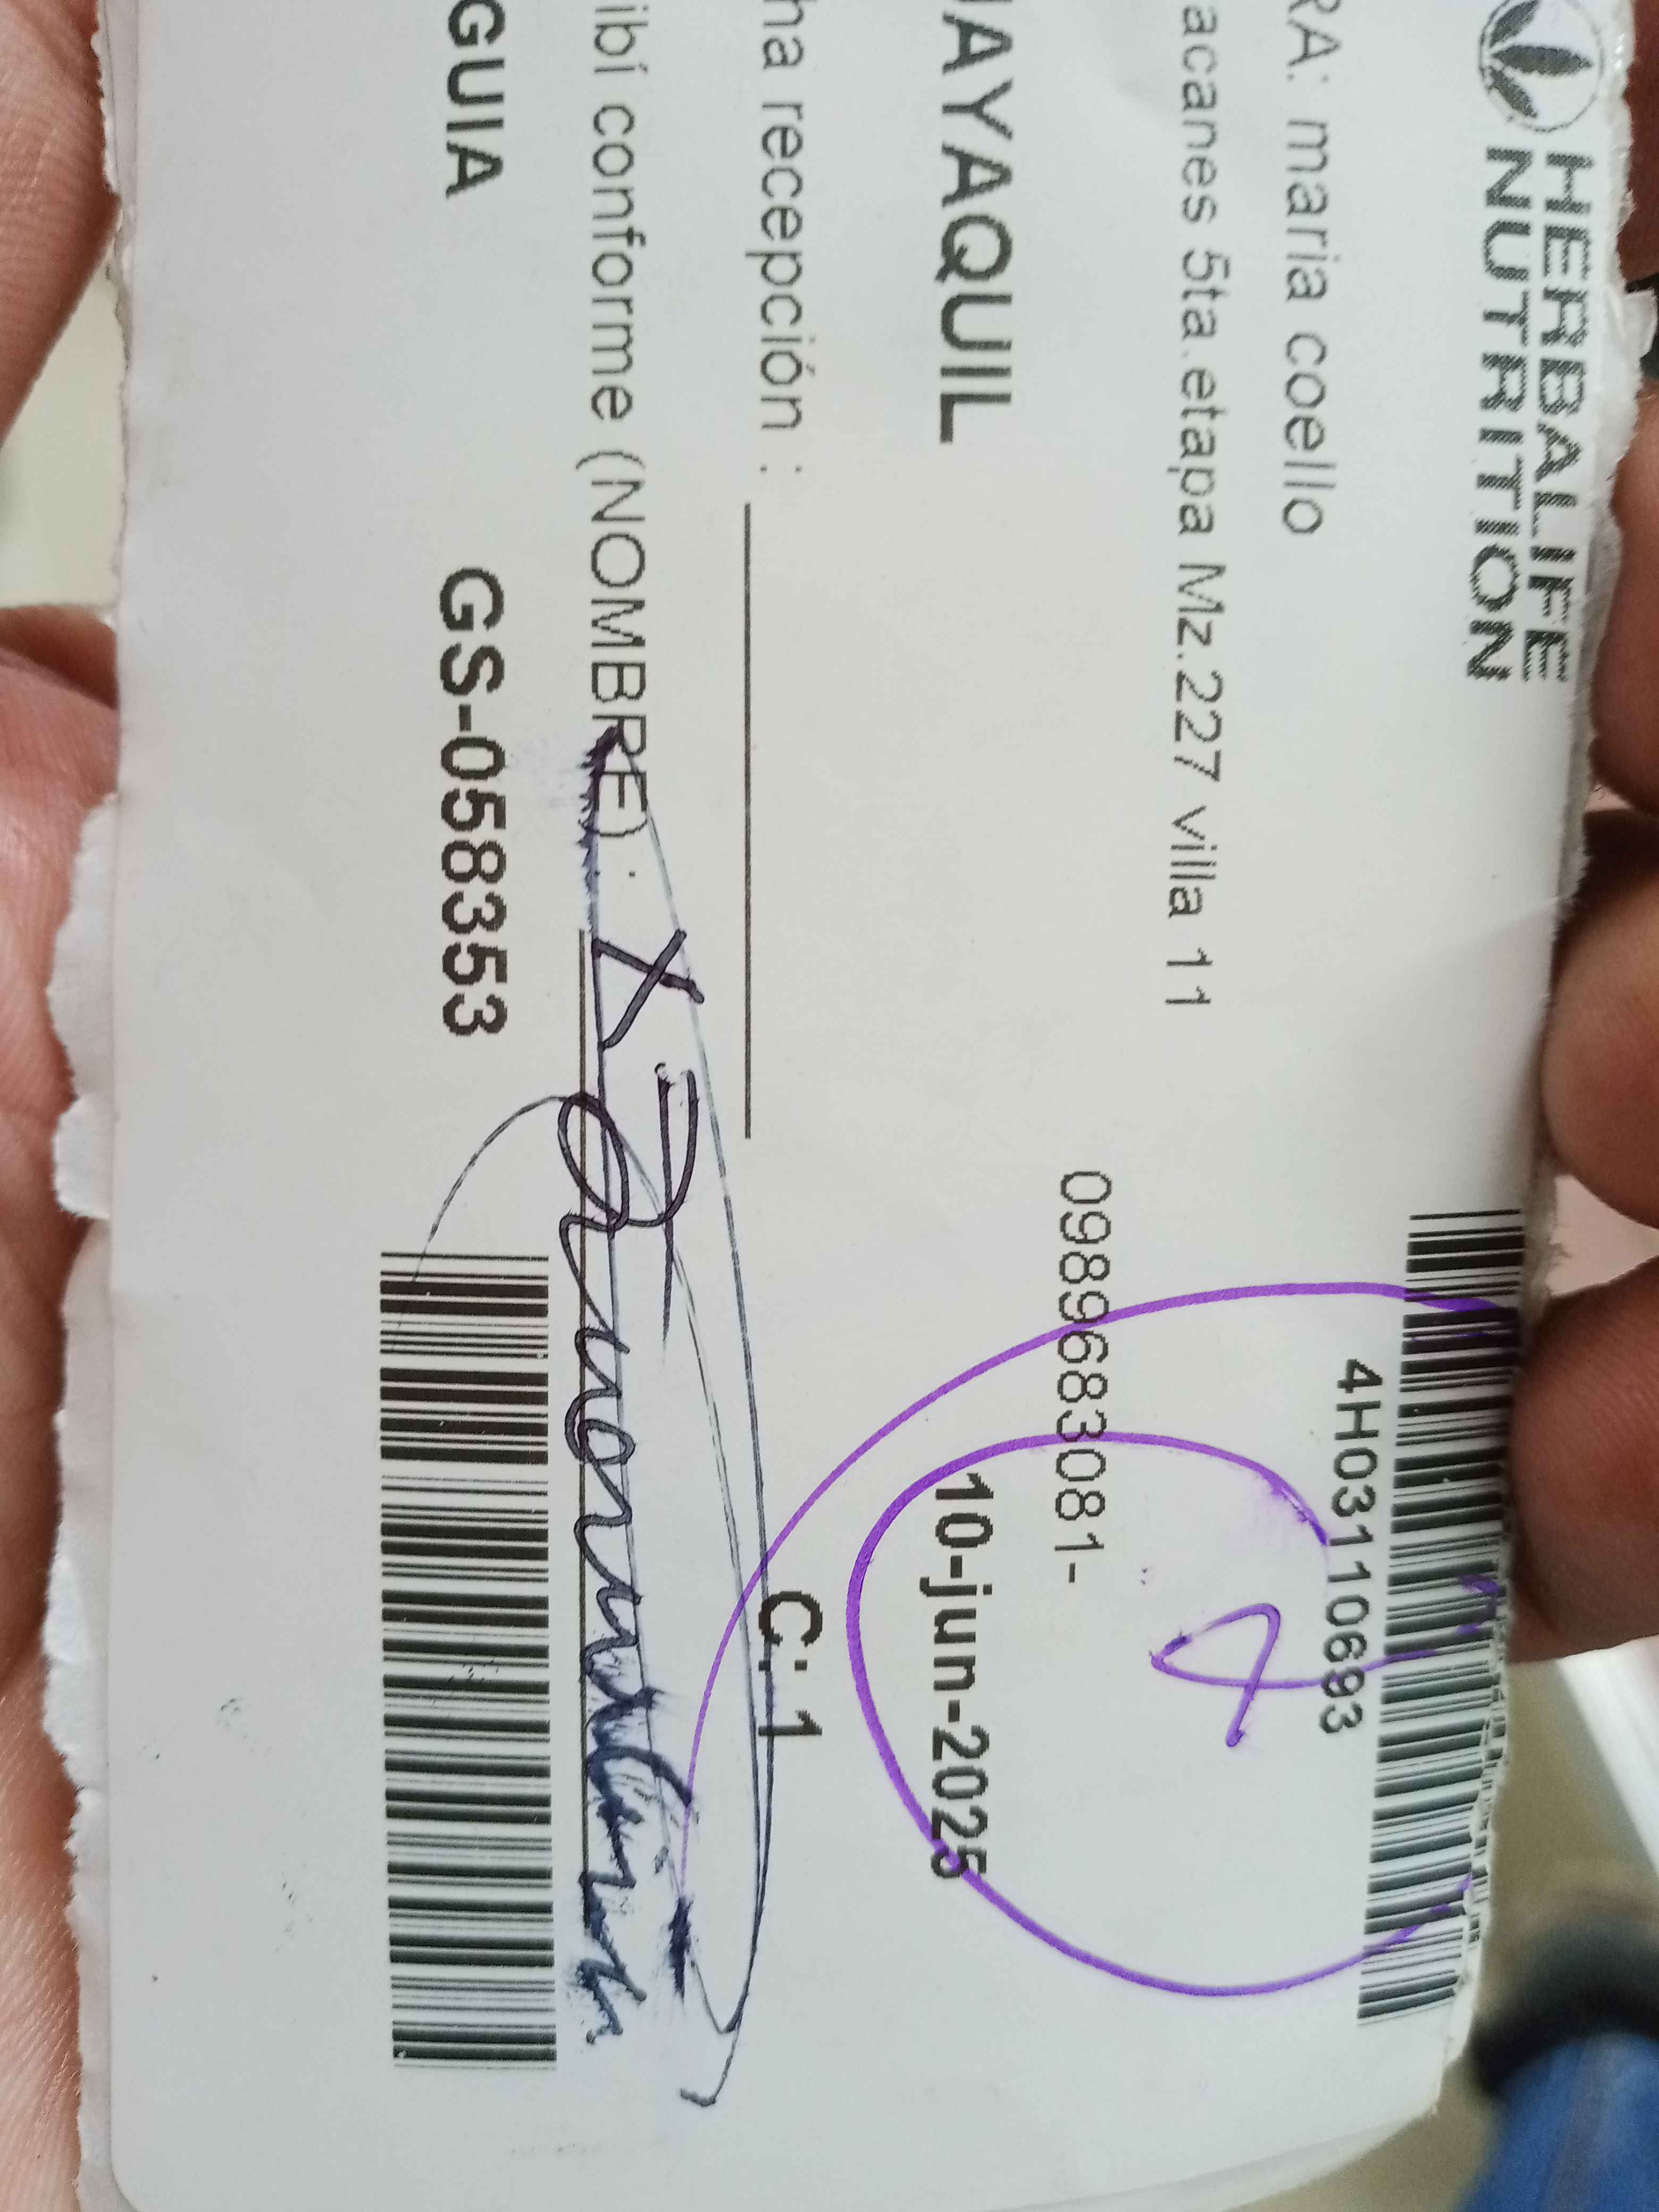 HERBALIFE
NUTRITION
4H03110693
RA: maria coello
acanes 5ta.etapa Mz.227 villa 11
0989683081-
AYAQUIL 10-jun-2025
ha recepción :
C: 1
ibí conforme (NOMBRE) :
GUIA GS-058353